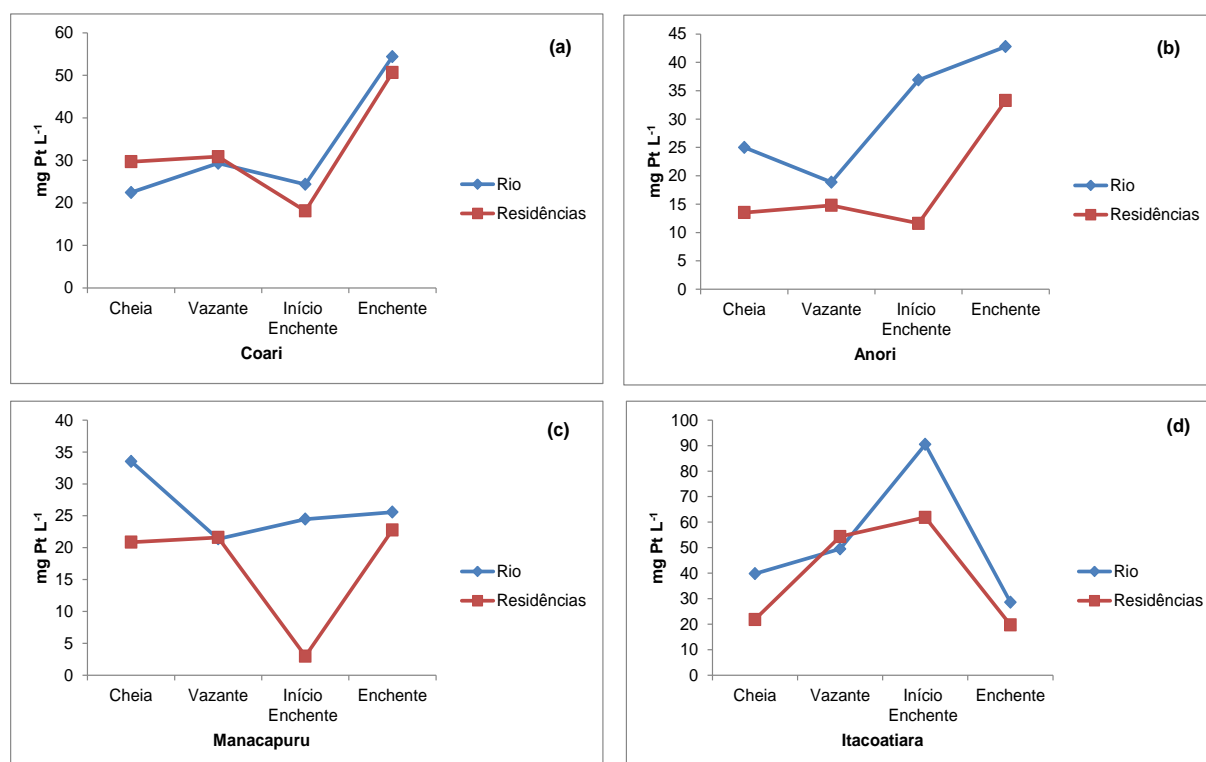 (a)
60
50
40
30
20
10
0
mg Pt L⁻¹
Cheia Vazante Início Enchente
Enchente
Coari
Rio
Residências
(b)
45
40
35
30
25
20
15
10
5
0
mg Pt L⁻¹
Cheia Vazante Início Enchente
Enchente
Anori
Rio
Residências
(c)
40
35
30
25
20
15
10
5
0
mg Pt L⁻¹
Cheia Vazante Início Enchente
Enchente
Manacapuru
Rio
Residências
(d)
100
90
80
70
60
50
40
30
20
10
0
mg Pt L⁻¹
Cheia Vazante Início Enchente
Enchente
Itacoatiara
Rio
Residências